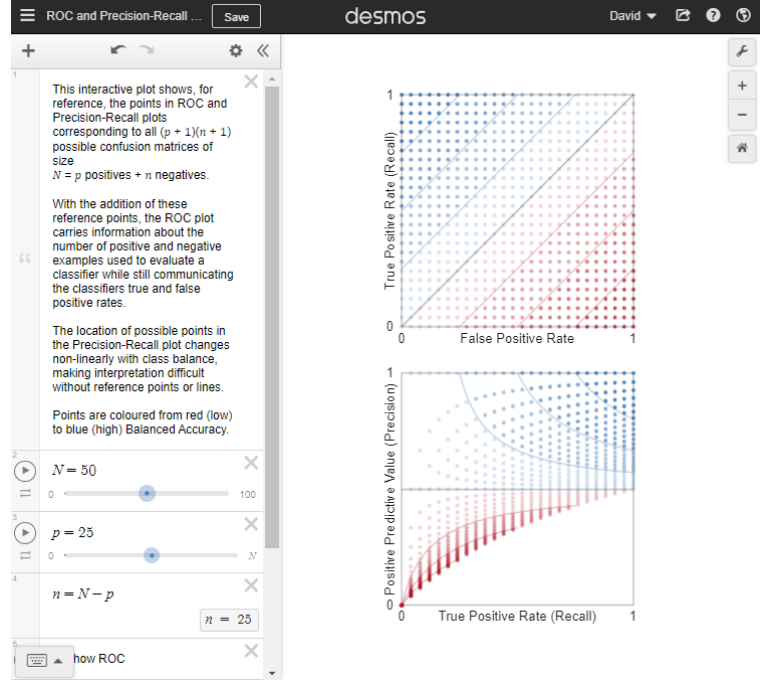 ROC and Precision-Recall ...
Save
desmos
David
1
This interactive plot shows, for
reference, the points in ROC and
Precision-Recall plots
corresponding to all (p + 1)(n + 1)
possible confusion matrices of
size
N = p positives + n negatives.
With the addition of these
reference points, the ROC plot
carries information about the
number of positive and negative
examples used to evaluate a
classifier while still communicating
the classifiers true and false
positive rates.
The location of possible points in
the Precision-Recall plot changes
non-linearly with class balance,
making interpretation difficult
without reference points or lines.
Points are coloured from red (low)
to blue (high) Balanced Accuracy.
2
N = 50
0
100
3
p = 25
0
N
4
n = N − p
n = 25
5
how ROC
1
True Positive Rate (Recall)
0
0
False Positive Rate
1
1
Positive Predictive Value (Precision)
0
0
True Positive Rate (Recall)
1